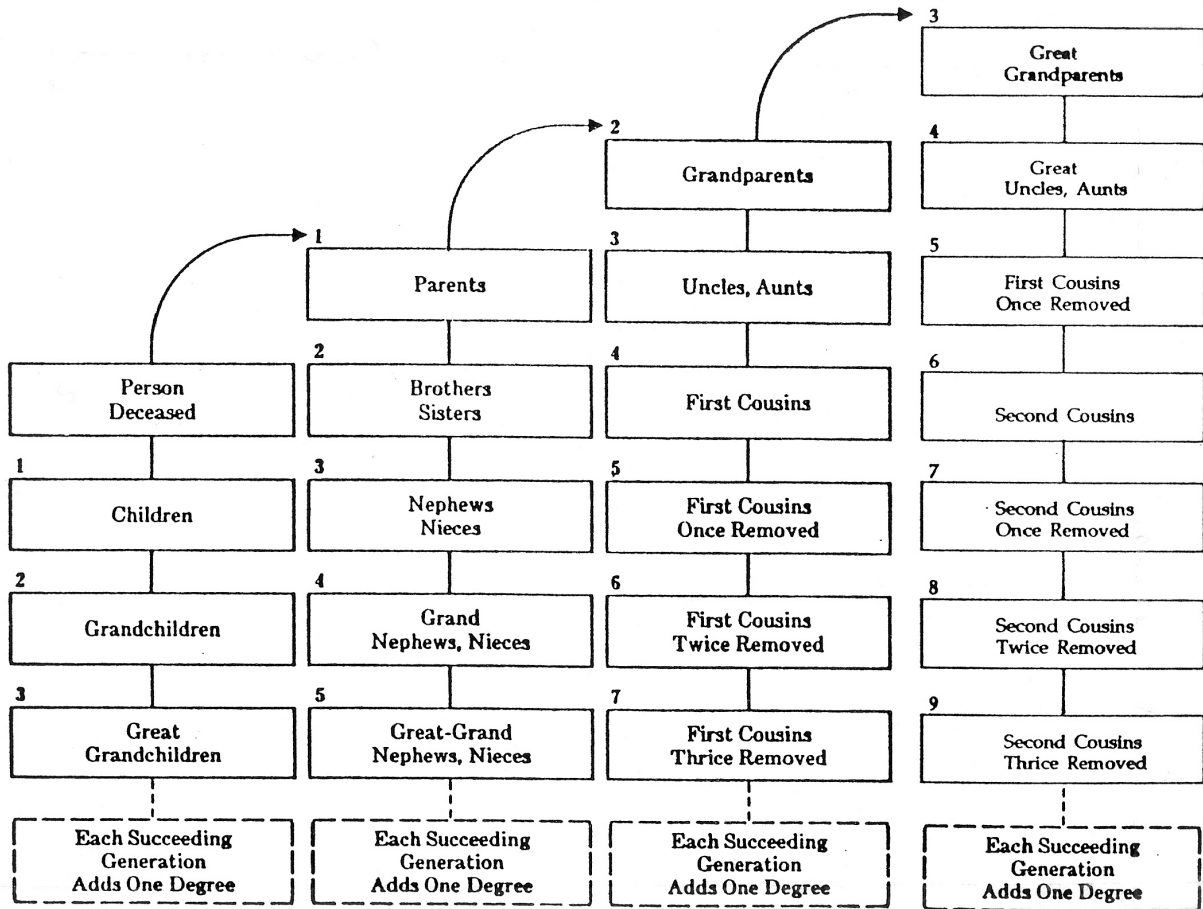 Person
Deceased
1
Children
2
Grandchildren
3
Great
Grandchildren
Each Succeeding
Generation
Adds One Degree
1
Parents
2
Brothers
Sisters
3
Nephews
Nieces
4
Grand
Nephews, Nieces
5
Great-Grand
Nephews, Nieces
Each Succeeding
Generation
Adds One Degree
2
Grandparents
3
Uncles, Aunts
4
First Cousins
5
First Cousins
Once Removed
6
First Cousins
Twice Removed
7
First Cousins
Thrice Removed
Each Succeeding
Generation
Adds One Degree
3
Great
Grandparents
4
Great
Uncles, Aunts
5
First Cousins
Once Removed
6
Second Cousins
7
Second Cousins
Once Removed
8
Second Cousins
Twice Removed
9
Second Cousins
Thrice Removed
Each Succeeding
Generation
Adds One Degree